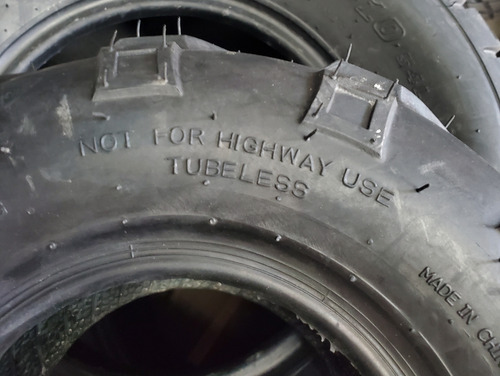 NOT FOR HIGHWAY USE
TUBELESS
MADE IN